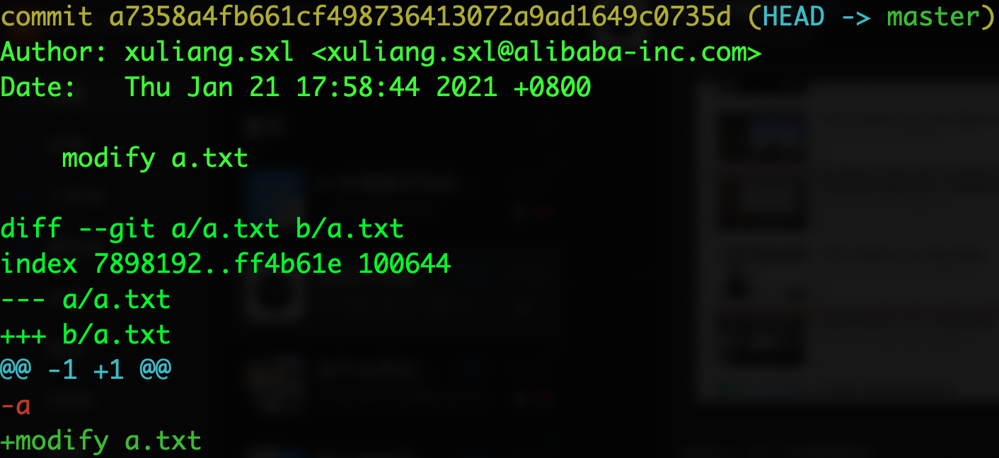 commit a7358a4fb661cf498736413072a9ad1649c0735d (HEAD -> master)
Author: xuliang.sxl <xuliang.sxl@alibaba-inc.com>
Date:   Thu Jan 21 17:58:44 2021 +0800
    modify a.txt
diff --git a/a.txt b/a.txt
index 7898192..ff4b61e 100644
--- a/a.txt
+++ b/a.txt
@@ -1 +1 @@
-a
+modify a.txt